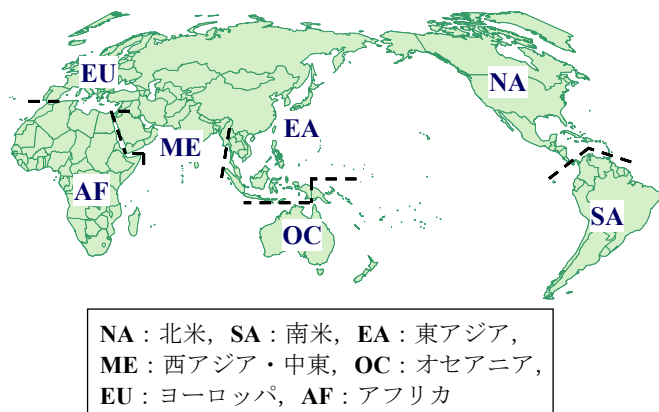 EU
NA
EA
ME
AF
SA
OC
NA：北米，SA：南米，EA：東アジア，
ME：西アジア・中東，OC：オセアニア，
EU：ヨーロッパ，AF：アフリカ